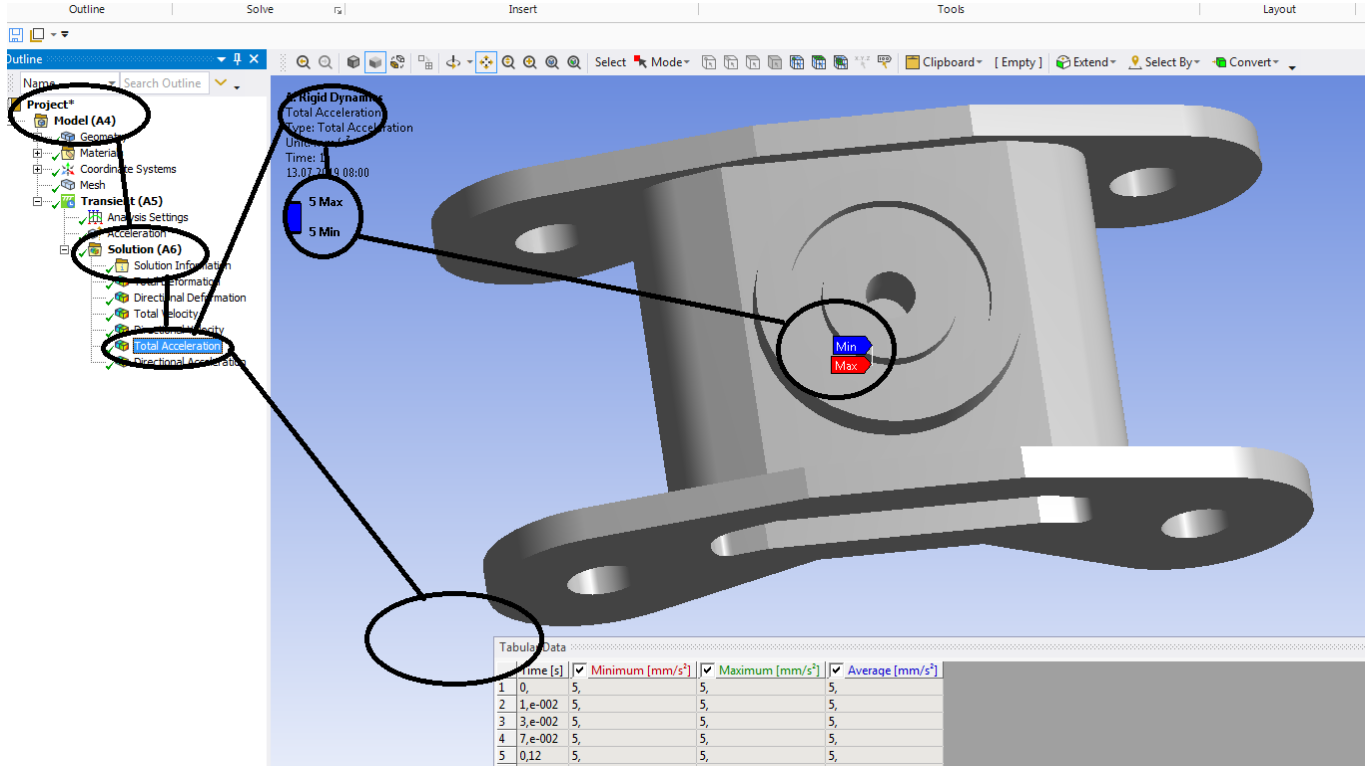 Outline Solve Insert Tools Layout
Outline
Select Mode Clipboard [ Empty ] Extend Select By Convert
Name Search Outline
Project*
Model (A4)
Geometry
Materials
Coordinate Systems
Mesh
Transient (A5)
Analysis Settings
Acceleration
Solution (A6)
Solution Information
Total Deformation
Directional Deformation
Total Velocity
Directional Velocity
Total Acceleration
Directional Acceleration
A: Rigid Dynamics
Total Acceleration
Type: Total Acceleration
Unit: mm/s²
Time: 1
13.07.2019 08:00
5 Max
5 Min
Min
Max
Tabular Data
Time [s] Minimum [mm/s²] Maximum [mm/s²] Average [mm/s²]
1 0, 5, 5, 5,
2 1,e-002 5, 5, 5,
3 3,e-002 5, 5, 5,
4 7,e-002 5, 5, 5,
5 0,12 5, 5, 5,